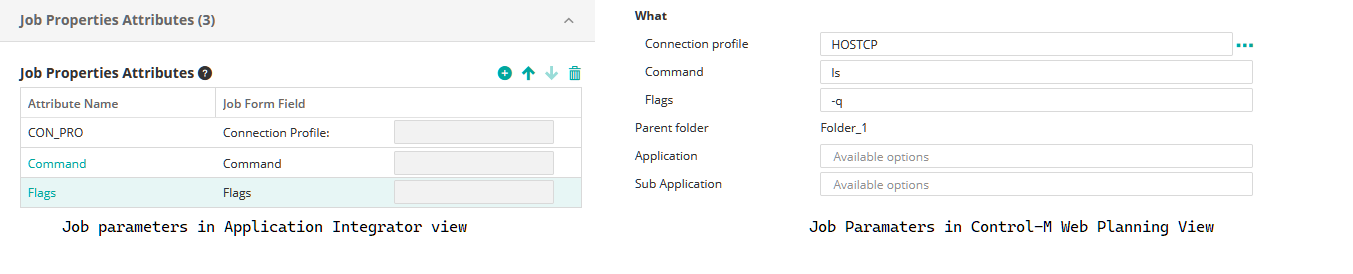 Job Properties Attributes (3)
Job Properties Attributes ?
Attribute Name Job Form Field
CON_PRO Connection Profile:
Command Command
Flags Flags
Job parameters in Application Integrator view
What
Connection profile HOSTCP
Command ls
Flags -q
Parent folder Folder_1
Application Available options
Sub Application Available options
Job Paramaters in Control-M Web Planning View